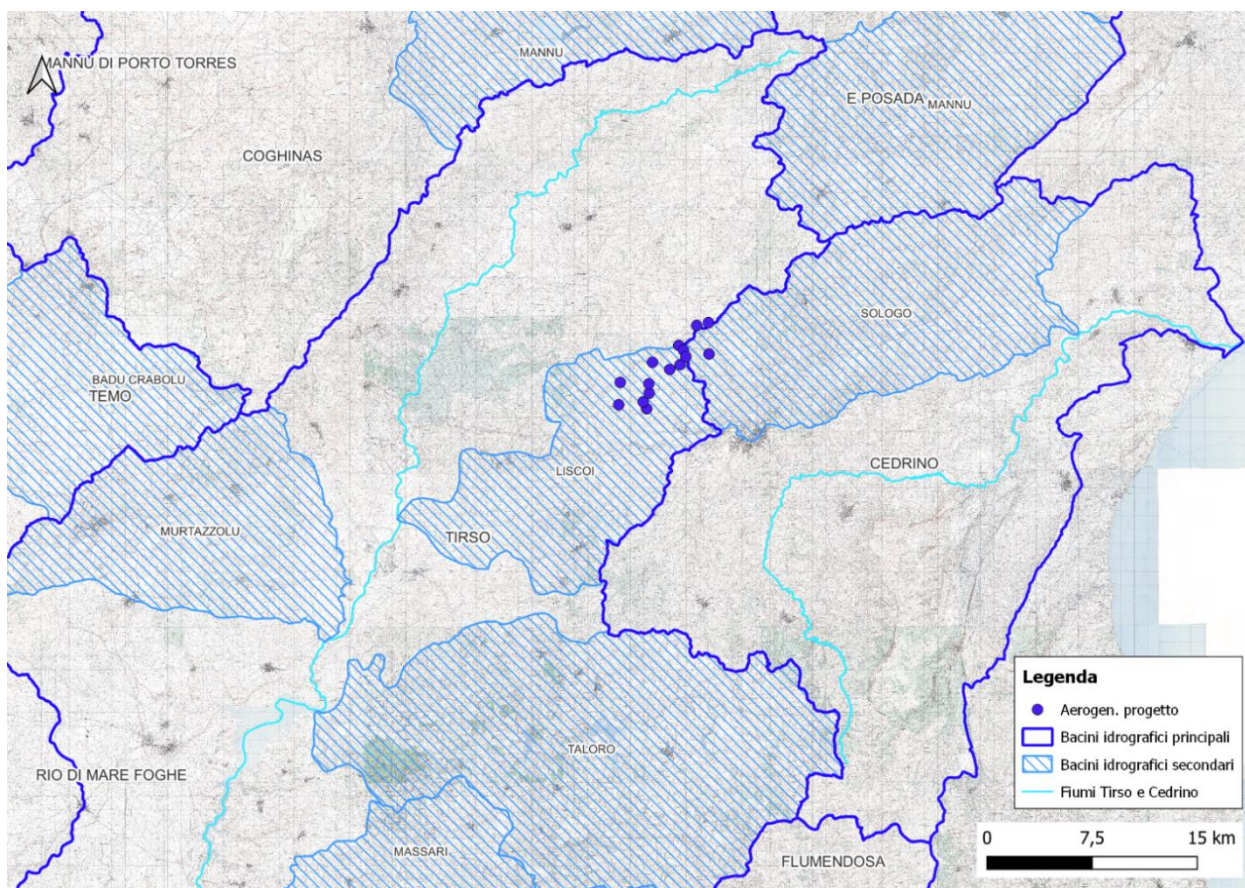 MANNU
MANNU DI PORTO TORRES
E POSADA
MANNU
COGHINAS
SOLOGO
BADU CRABOLU
TEMO
CEDRINO
LISCOI
MURTAZZOLU
TIRSO
TALORO
RIO DI MARE FOGHE
MASSARI
FLUMENDOSA
Legenda
Aerogen. progetto
Bacini idrografici principali
Bacini idrografici secondari
Fiumi Tirso e Cedrino
0 7,5 15 km